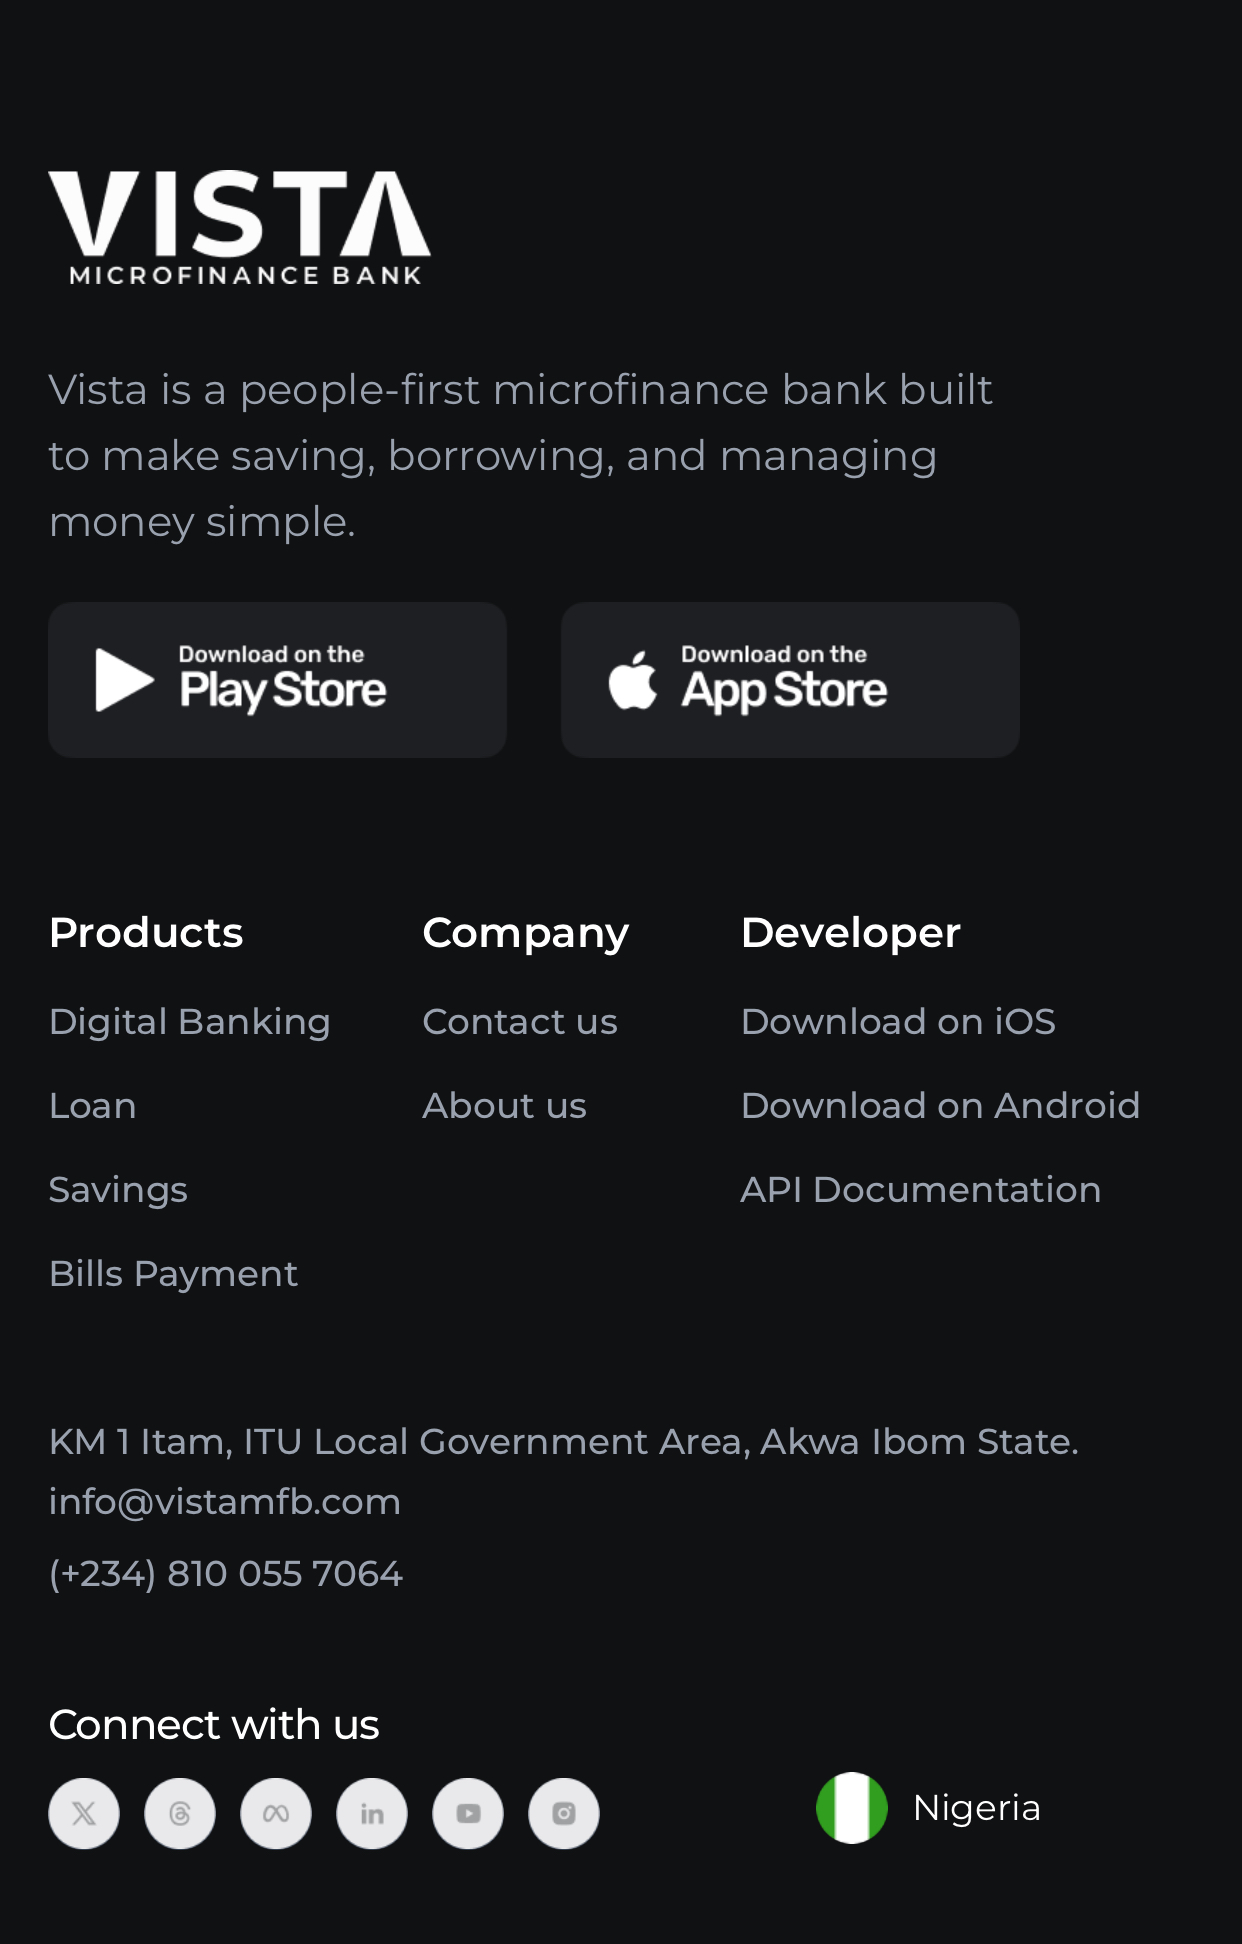 VISTA
MICROFINANCE BANK
Vista is a people-first microfinance bank built
to make saving, borrowing, and managing
money simple.
Download on the
Play Store
Download on the
App Store
Products
Digital Banking
Loan
Savings
Bills Payment
Company
Contact us
About us
Developer
Download on iOS
Download on Android
API Documentation
KM 1 Itam, ITU Local Government Area, Akwa Ibom State.
info@vistamfb.com
(+234) 810 055 7064
Connect with us
Nigeria